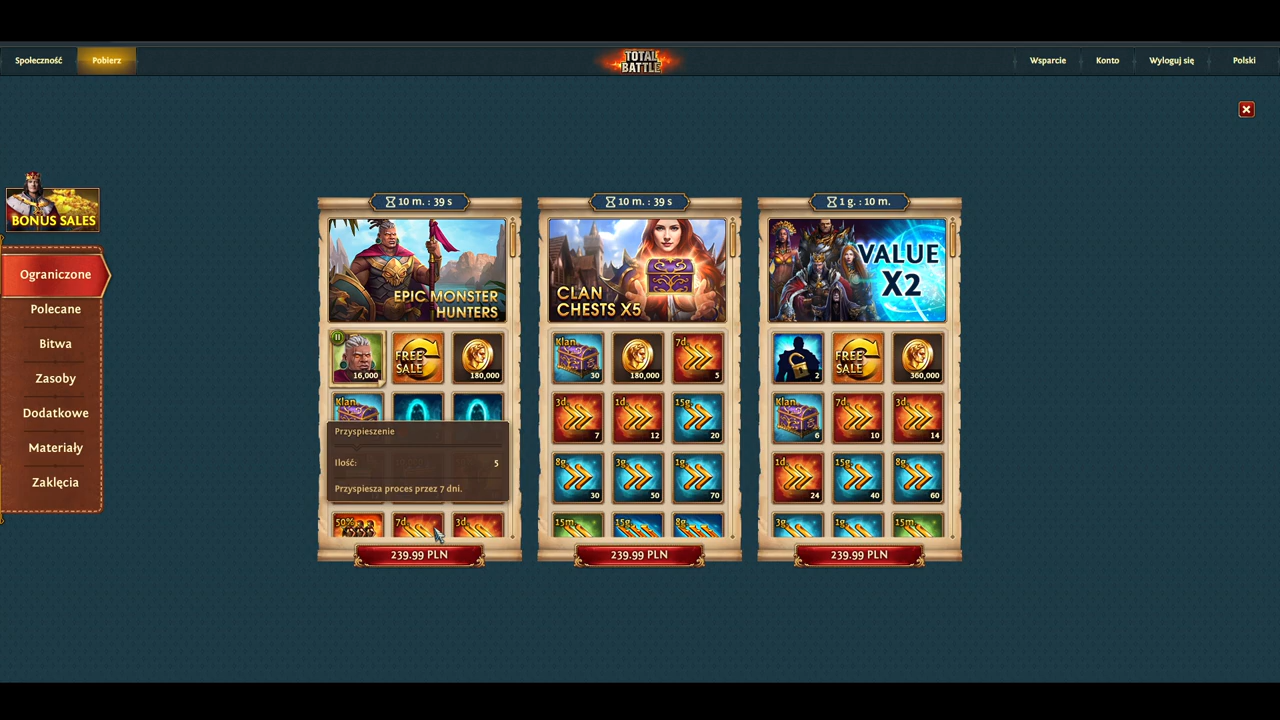 Społeczność
Pobierz
TOTAL BATTLE
Wsparcie
Konto
Wyloguj się
Polski
BONUS SALES
Ograniczone
Polecane
Bitwa
Zasoby
Dodatkowe
Materiały
Zaklęcia
10 m. : 39 s
EPIC MONSTER
HUNTERS
16,000
FREE SALE
180,000
Klan
Przyspieszenie
Ilość: 5
Przyspiesza proces przez 7 dni.
50%
7d
3d
239.99 PLN
10 m. : 39 s
CLAN
CHESTS X5
Klan 30
180,000
7d. 5
3d 7
1d 12
15g 20
8g 30
3g 50
1g 70
15m
15g
8g
239.99 PLN
1 g. : 10 m.
VALUE
X2
2
FREE SALE
360,000
Klan 6
7d 10
3d 14
1d 24
15g 40
8g 60
3g
1g
15m
239.99 PLN